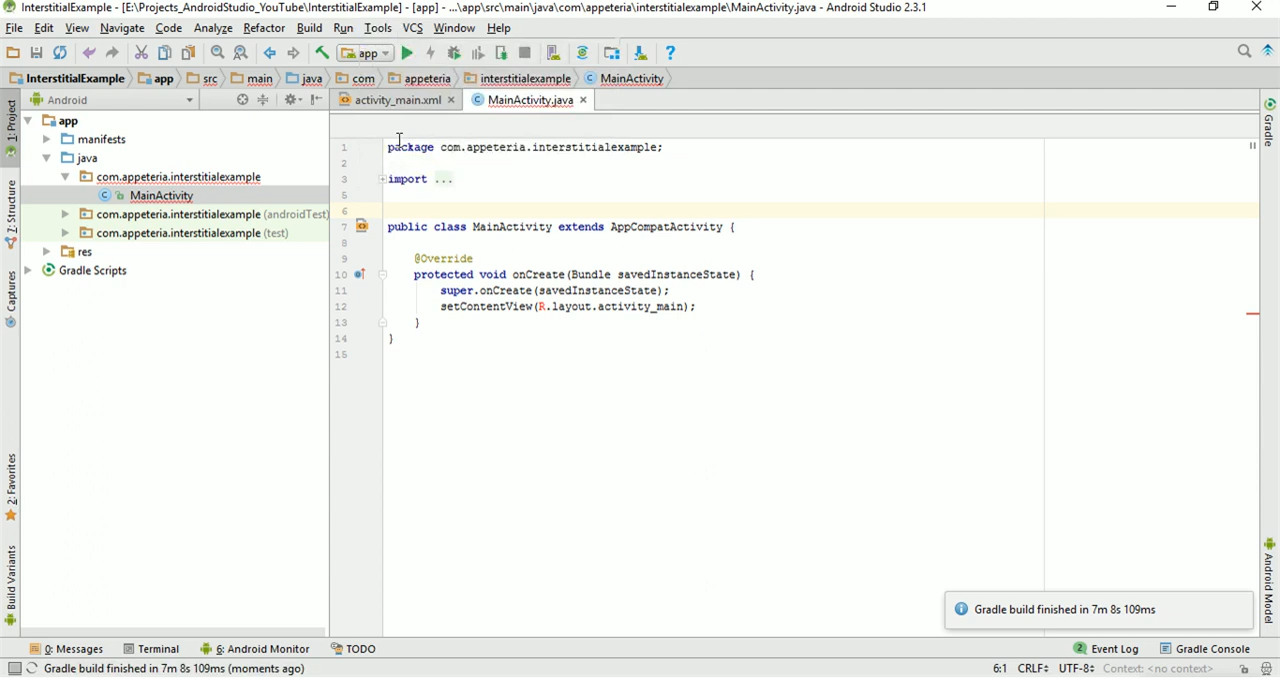 InterstitialExample - [E:\Projects_AndroidStudio_YouTube\InterstitialExample] - [app] - ...\app\src\main\java\com\appeteria\interstitialexample\MainActivity.java - Android Studio 2.3.1
File Edit View Navigate Code Analyze Refactor Build Run Tools VCS Window Help
app
InterstitialExample app src main java com appeteria interstitialexample MainActivity
Android
activity_main.xml
MainActivity.java
1: Project
Z: Structure
Captures
2: Favorites
Build Variants
app
manifests
java
com.appeteria.interstitialexample
MainActivity
com.appeteria.interstitialexample (androidTest)
com.appeteria.interstitialexample (test)
res
Gradle Scripts
1 package com.appeteria.interstitialexample;
2
3 import ...
5
6
7 public class MainActivity extends AppCompatActivity {
8
9 @Override
10 protected void onCreate(Bundle savedInstanceState) {
11 super.onCreate(savedInstanceState);
12 setContentView(R.layout.activity_main);
13 }
14 }
15
Gradle
Android Model
Gradle build finished in 7m 8s 109ms
0: Messages Terminal 6: Android Monitor TODO 2 Event Log Gradle Console
Gradle build finished in 7m 8s 109ms (moments ago) 6:1 CRLF UTF-8 Context: <no context>